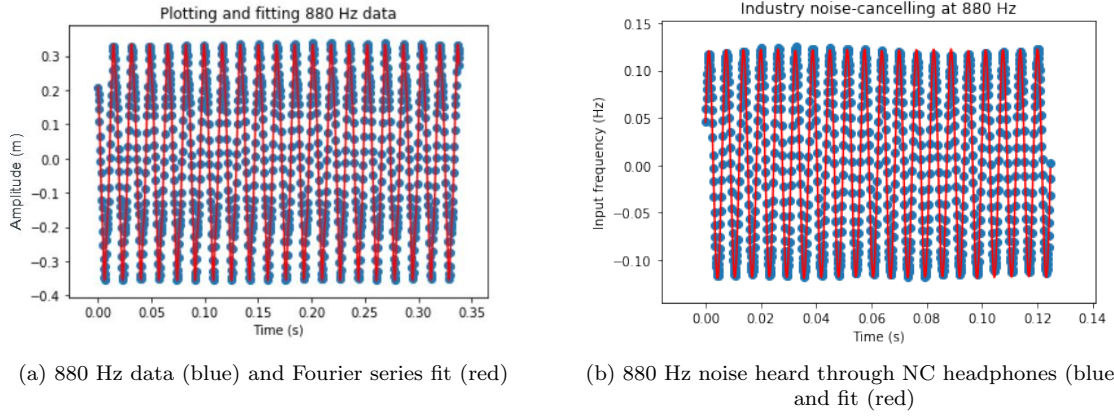 Plotting and fitting 880 Hz data
0.3
0.2
0.1
0.0
−0.1
−0.2
−0.3
−0.4
Amplitude (m)
0.00 0.05 0.10 0.15 0.20 0.25 0.30 0.35
Time (s)
(a) 880 Hz data (blue) and Fourier series fit (red)
Industry noise-cancelling at 880 Hz
0.15
0.10
0.05
0.00
−0.05
−0.10
Input frequency (Hz)
0.00 0.02 0.04 0.06 0.08 0.10 0.12 0.14
Time (s)
(b) 880 Hz noise heard through NC headphones (blue
and fit (red)